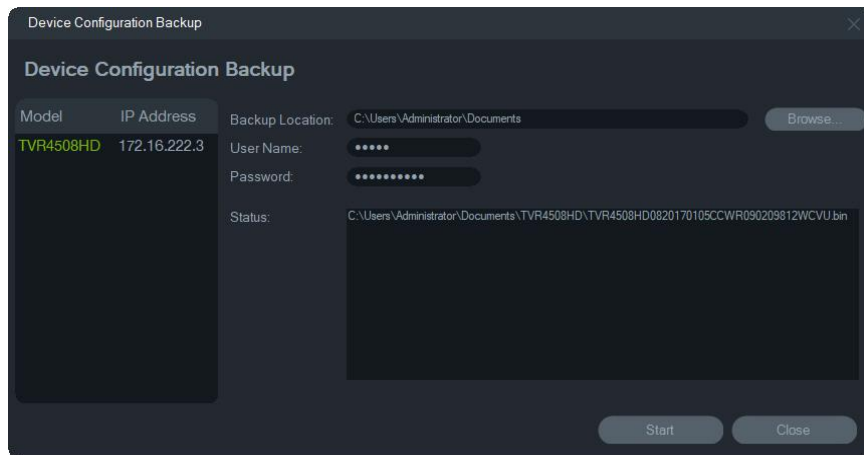 Device Configuration Backup
Device Configuration Backup
Model IP Address
TVR4508HD 172.16.222.3
Backup Location: C:\Users\Administrator\Documents Browse...
User Name: •••••
Password: ••••••••••
Status: C:\Users\Administrator\Documents\TVR4508HD\TVR4508HD0820170105CCWR090209812WCVU.bin
Start Close